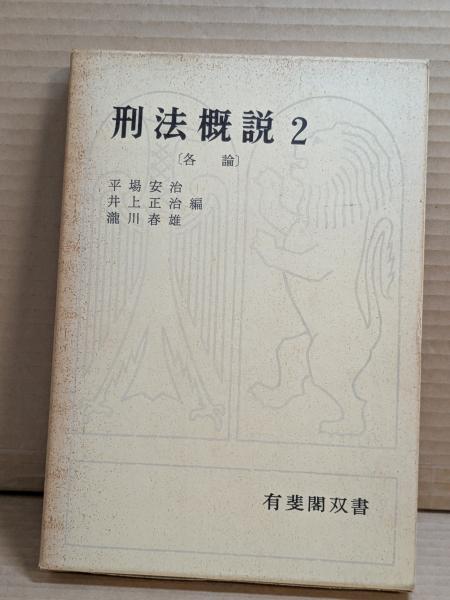 刑法概説 2
〔各 論〕
平場安治
井上正治編
瀧川春雄
有斐閣双書